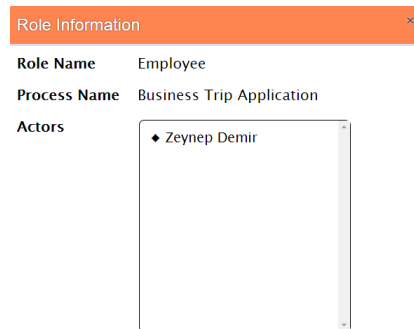 Role Information ×
Role Name Employee
Process Name Business Trip Application
Actors
◆ Zeynep Demir